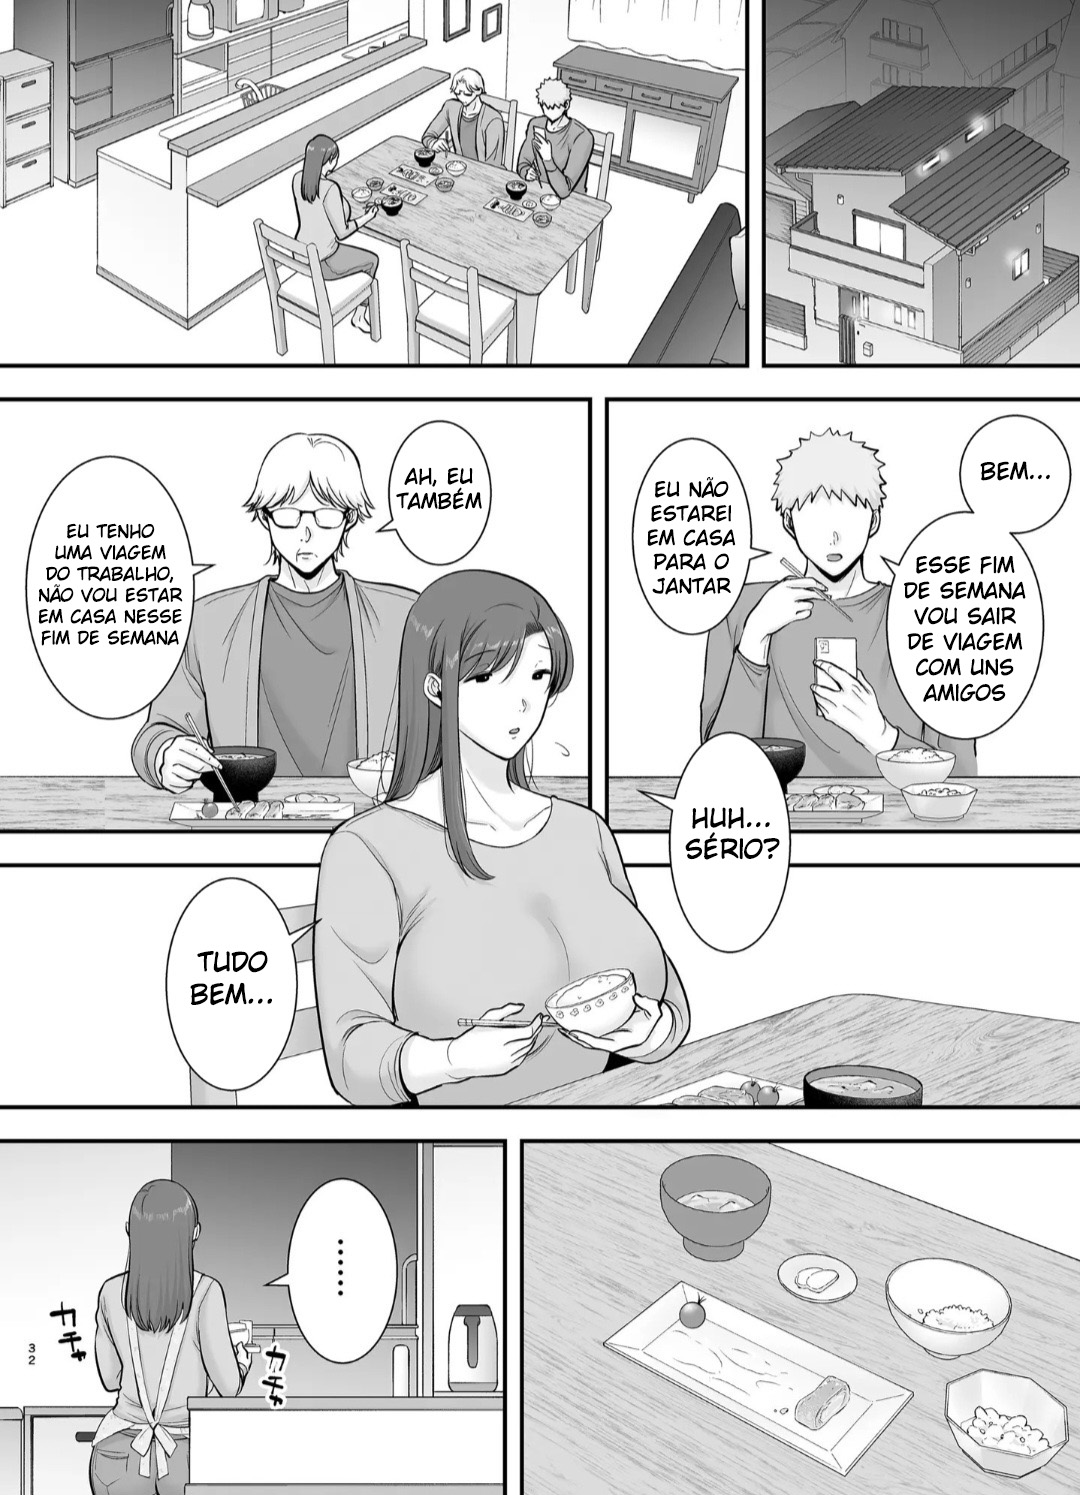 BEM...
ESSE FIM
DE SEMANA
VOU SAIR
DE VIAGEM
COM UNS
AMIGOS
EU NÃO
ESTAREI
EM CASA
PARA O
JANTAR
AH, EU
TAMBÉM
EU TENHO
UMA VIAGEM
DO TRABALHO,
NÃO VOU ESTAR
EM CASA NESSE
FIM DE SEMANA
HUH...
SÉRIO?
TUDO
BEM...
......
カチャ
カチャ
32